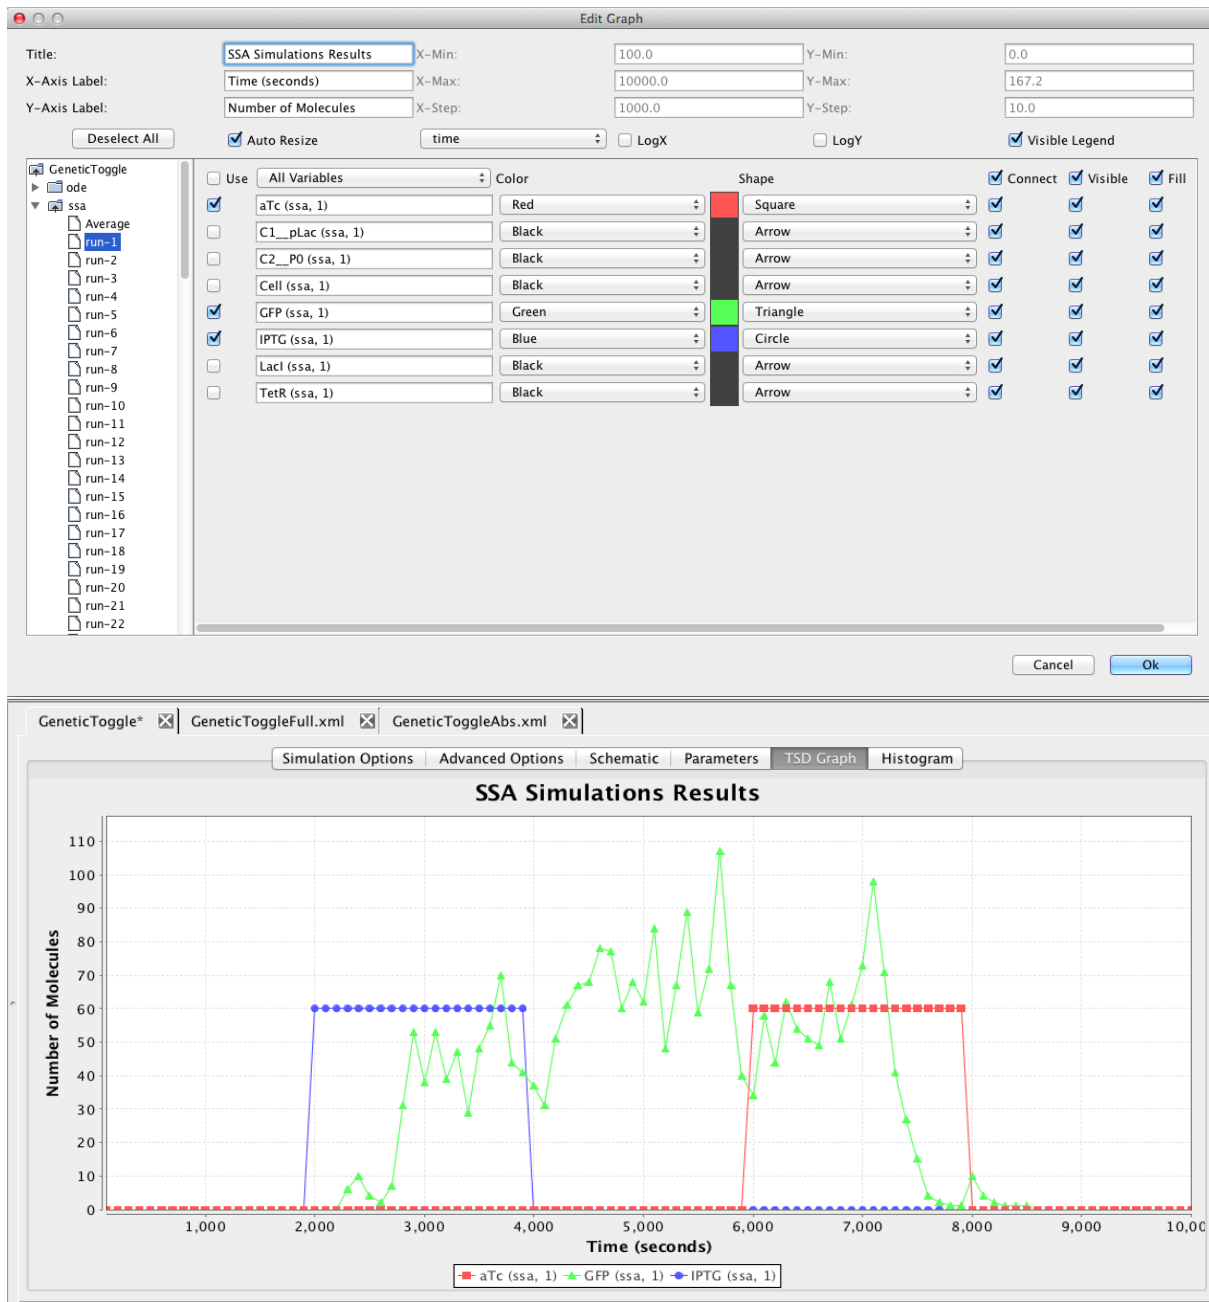 Edit Graph
Title: SSA Simulations Results X-Min: 100.0 Y-Min: 0.0
X-Axis Label: Time (seconds) X-Max: 10000.0 Y-Max: 167.2
Y-Axis Label: Number of Molecules X-Step: 1000.0 Y-Step: 10.0
Deselect All Auto Resize time LogX LogY Visible Legend
GeneticToggle
ode
ssa
Average
run-1
run-2
run-3
run-4
run-5
run-6
run-7
run-8
run-9
run-10
run-11
run-12
run-13
run-14
run-15
run-16
run-17
run-18
run-19
run-20
run-21
run-22
Use All Variables Color Shape Connect Visible Fill
aTc (ssa, 1) Red Square
C1__pLac (ssa, 1) Black Arrow
C2__P0 (ssa, 1) Black Arrow
Cell (ssa, 1) Black Arrow
GFP (ssa, 1) Green Triangle
IPTG (ssa, 1) Blue Circle
LacI (ssa, 1) Black Arrow
TetR (ssa, 1) Black Arrow
Cancel Ok
GeneticToggle* GeneticToggleFull.xml GeneticToggleAbs.xml
Simulation Options Advanced Options Schematic Parameters TSD Graph Histogram
SSA Simulations Results
Number of Molecules
110
100
90
80
70
60
50
40
30
20
10
0
1,000 2,000 3,000 4,000 5,000 6,000 7,000 8,000 9,000 10,00
Time (seconds)
aTc (ssa, 1) GFP (ssa, 1) IPTG (ssa, 1)